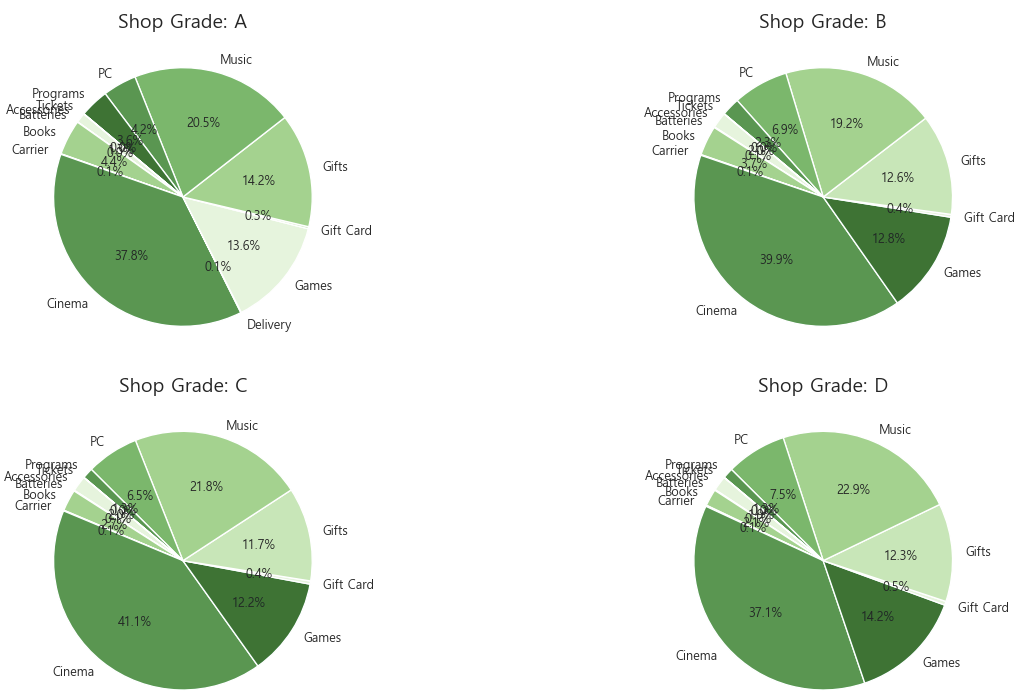 Shop Grade: A
Music
PC
Programs
Tickets
Accessories
Batteries
Books
Carrier
Cinema
Delivery
Games
Gift Card
Gifts
20.5%
4.2%
3.6%
4.4%
0.1%
37.8%
0.1%
13.6%
0.3%
14.2%
Shop Grade: B
Music
PC
Programs
Tickets
Accessories
Batteries
Books
Carrier
Cinema
Games
Gift Card
Gifts
19.2%
6.9%
2.3%
3.7%
0.1%
39.9%
12.8%
0.4%
12.6%
Shop Grade: C
Music
PC
Programs
Tickets
Accessories
Batteries
Books
Carrier
Cinema
Games
Gift Card
Gifts
21.8%
6.5%
2.7%
0.1%
41.1%
12.2%
0.4%
11.7%
Shop Grade: D
Music
PC
Programs
Tickets
Accessories
Batteries
Books
Carrier
Cinema
Games
Gift Card
Gifts
22.9%
7.5%
0.1%
37.1%
14.2%
0.5%
12.3%